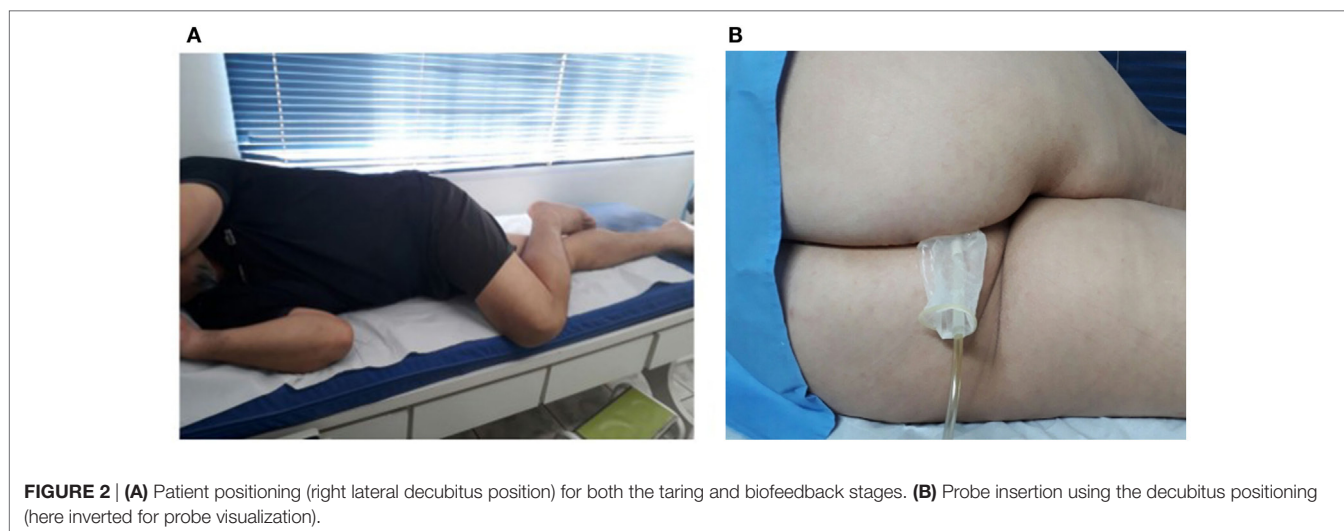 A
B
FIGURE 2 | (A) Patient positioning (right lateral decubitus position) for both the taring and biofeedback stages. (B) Probe insertion using the decubitus positioning
(here inverted for probe visualization).